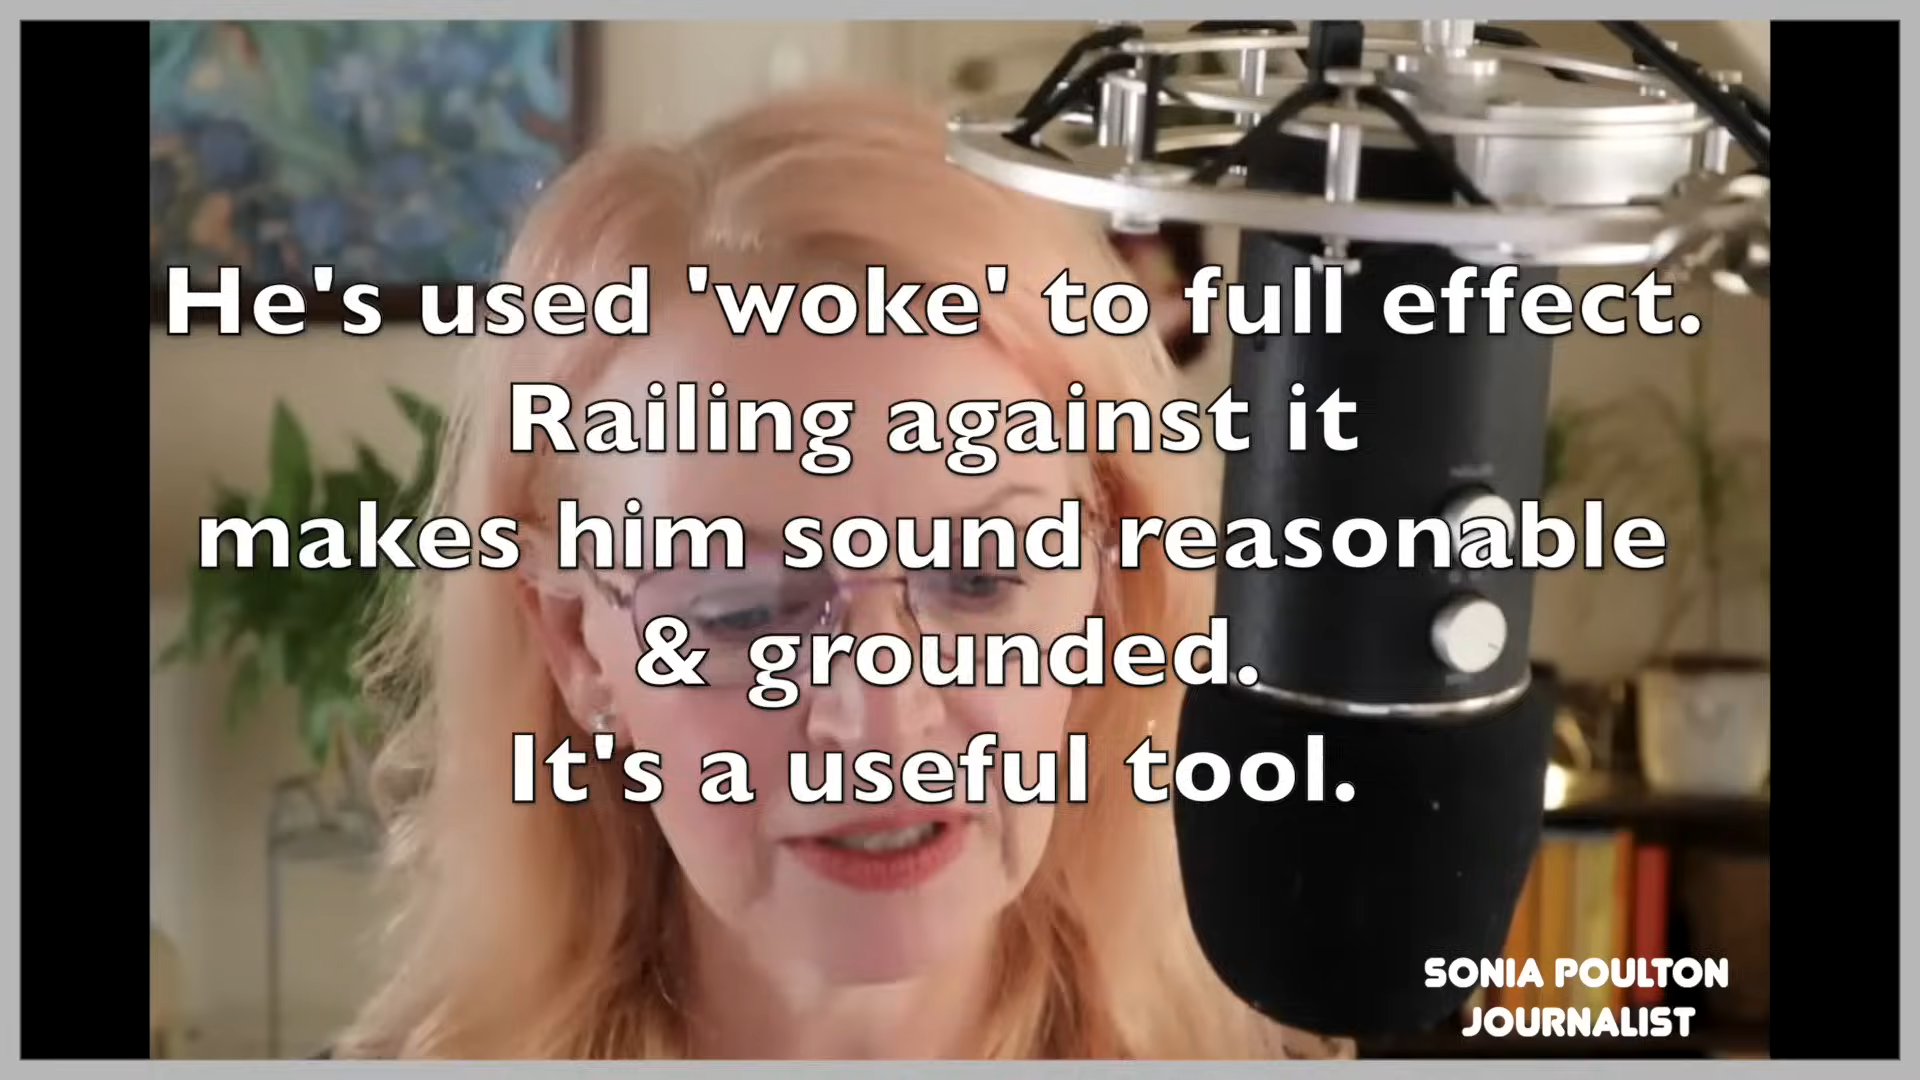 He's used 'woke' to full effect.
Railing against it
makes him sound reasonable
& grounded.
It's a useful tool.
SONIA POULTON
JOURNALIST